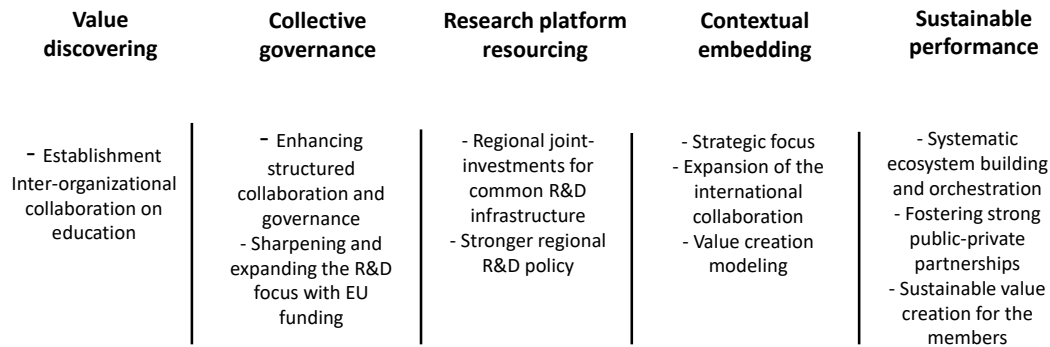 Value
discovering
Collective
governance
Research platform
resourcing
Contextual
embedding
Sustainable
performance
- Establishment
Inter-organizational
collaboration on
education
- Enhancing
structured
collaboration and
governance
- Sharpening and
expanding the R&D
focus with EU
funding
- Regional joint-
investments for
common R&D
infrastructure
- Stronger regional
R&D policy
- Strategic focus
- Expansion of the
international
collaboration
- Value creation
modeling
- Systematic
ecosystem building
and orchestration
- Fostering strong
public-private
partnerships
- Sustainable value
creation for the
members